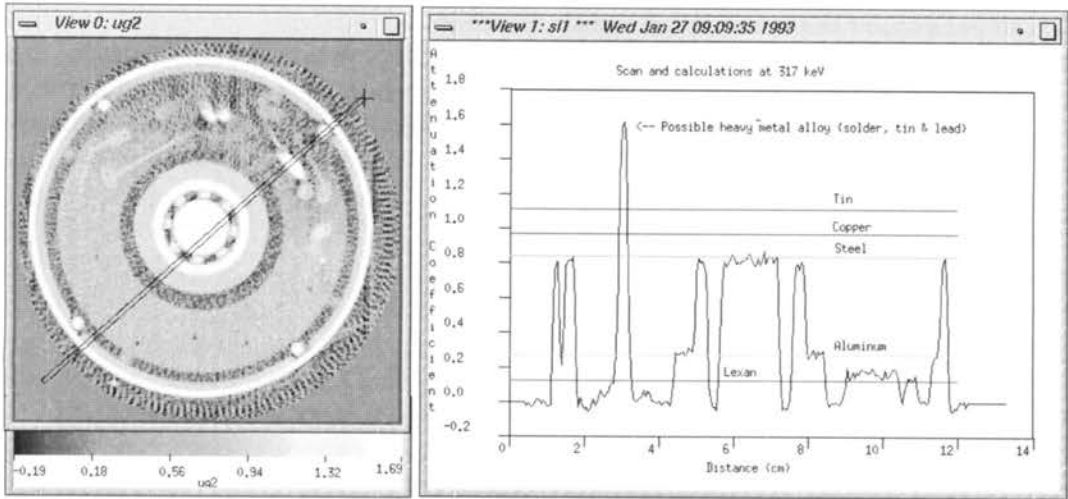 View 0: ug2
-0.19 0.18 0.56 0.94 1.32 1.69
ug2
***View 1: sl1 *** Wed Jan 27 09:09:35 1993
Scan and calculations at 317 keV
Attenuation Coefficient
1.8
1.6
1.4
1.2
1.0
0.8
0.6
0.4
0.2
0.0
-0.2
<-- Possible heavy metal alloy (solder, tin & lead)
Tin
Copper
Steel
Aluminum
Lexan
0 2 4 6 8 10 12 14
Distance (cm)